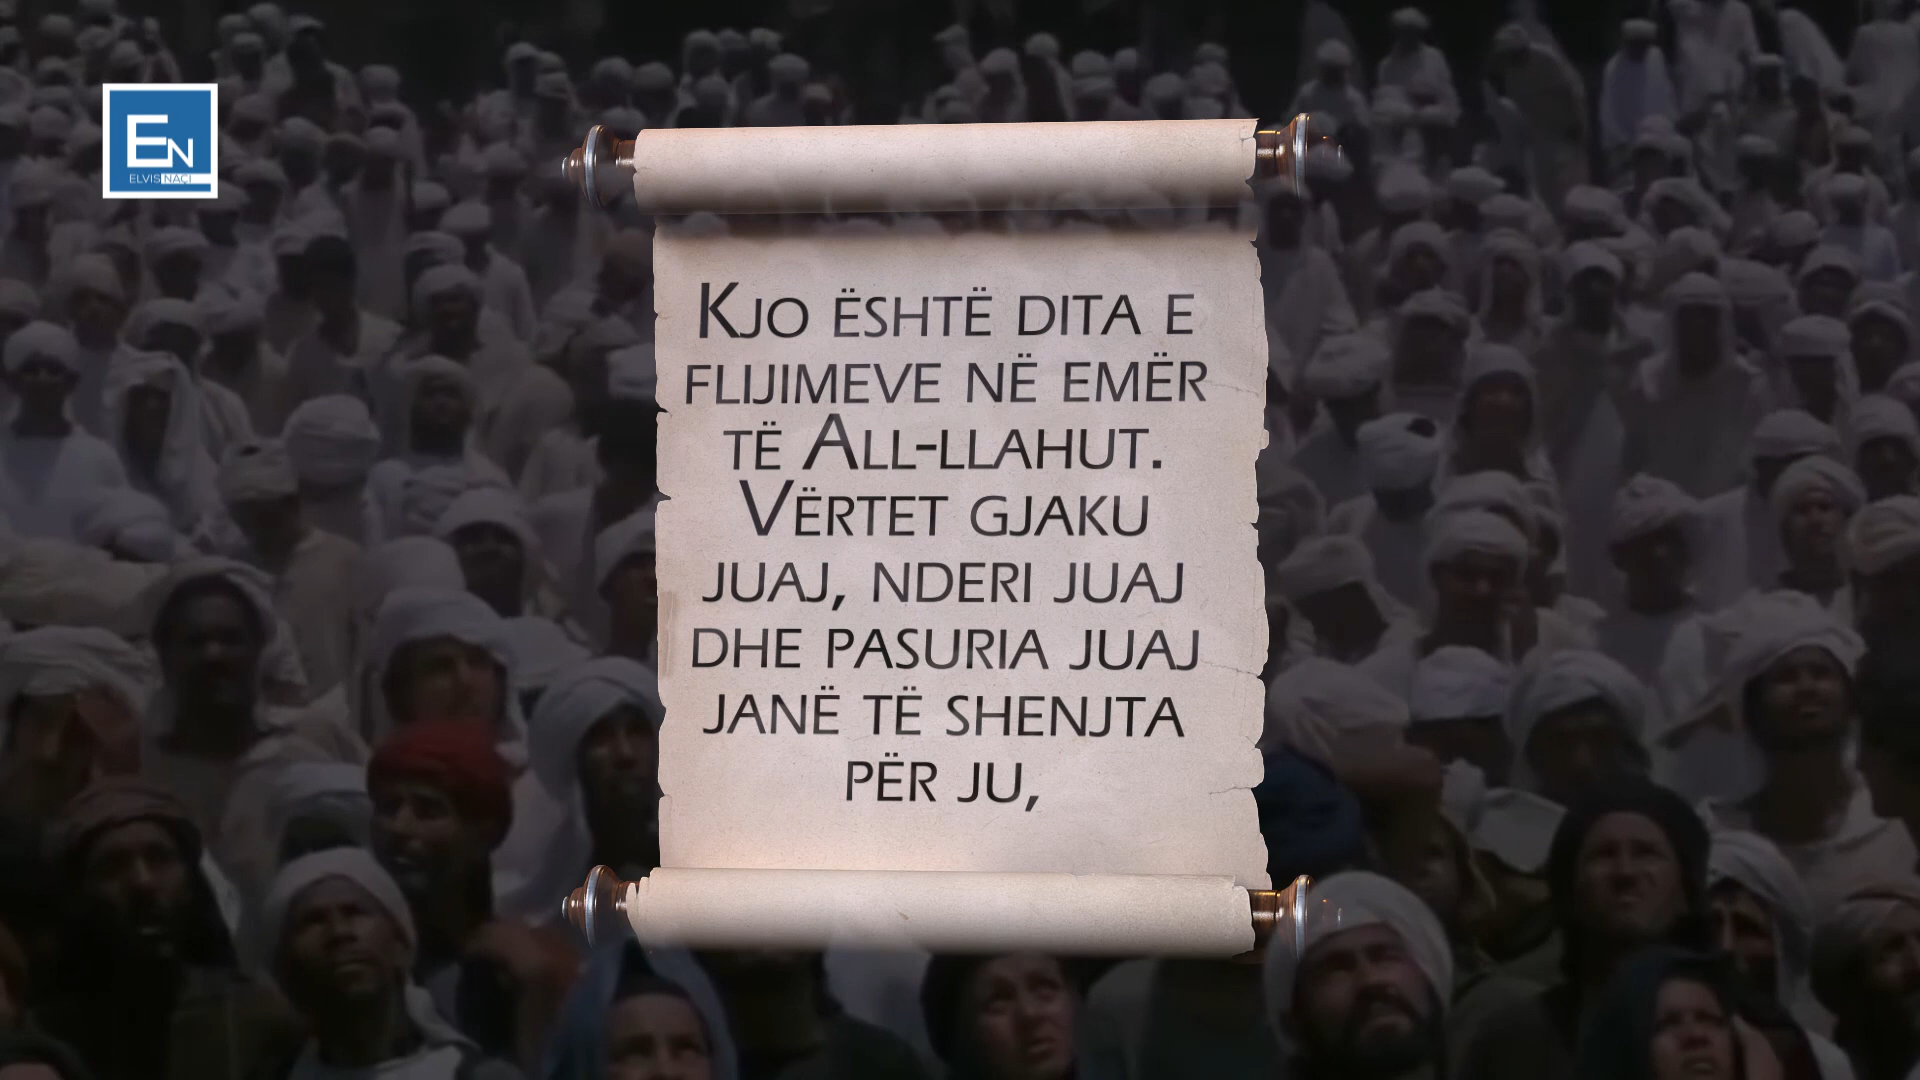 EN
ELVIS NAÇI
KJO ËSHTË DITA E
FLIJIMEVE NË EMËR
TË ALL-LLAHUT.
VËRTET GJAKU
JUAJ, NDERI JUAJ
DHE PASURIA JUAJ
JANË TË SHENJTA
PËR JU,